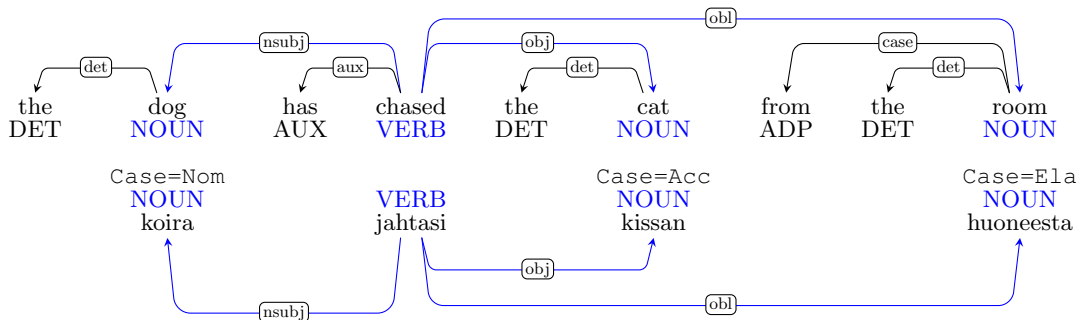 obl
nsubj obj case
det aux det det
the dog has chased the cat from the room
DET NOUN AUX VERB DET NOUN ADP DET NOUN
Case=Nom Case=Acc Case=Ela
NOUN VERB NOUN NOUN
koira jahtasi kissan huoneesta
obj
nsubj obl